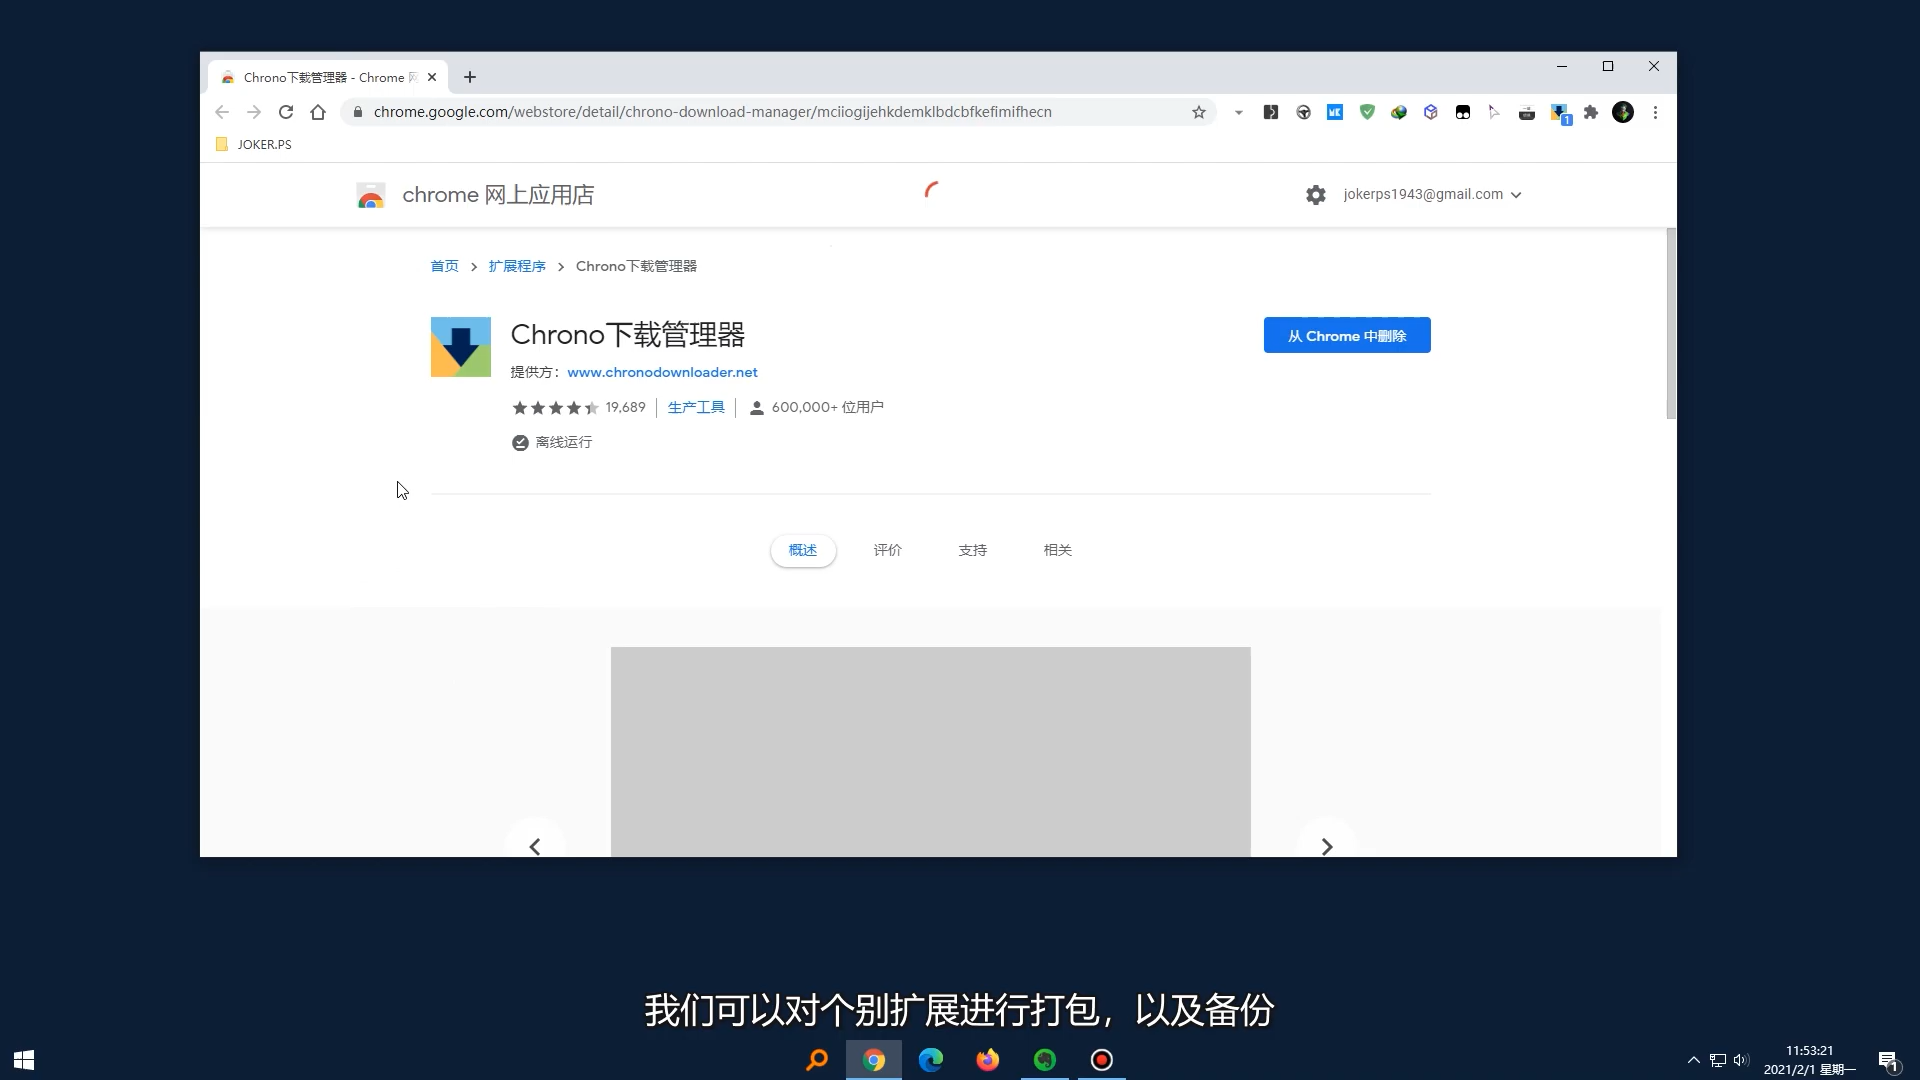 Chrono下载管理器 - Chrome 网
chrome.google.com/webstore/detail/chrono-download-manager/mciiogijehkdemklbdcbfkefimifhecn
1
JOKER.PS
chrome 网上应用店
jokerps1943@gmail.com
首页 > 扩展程序 > Chrono下载管理器
Chrono下载管理器
从 Chrome 中删除
提供方： www.chronodownloader.net
19,689 | 生产工具 | 600,000+ 位用户
离线运行
概述 评价 支持 相关
我们可以对个别扩展进行打包，以及备份
11:53:21
2021/2/1 星期一
1